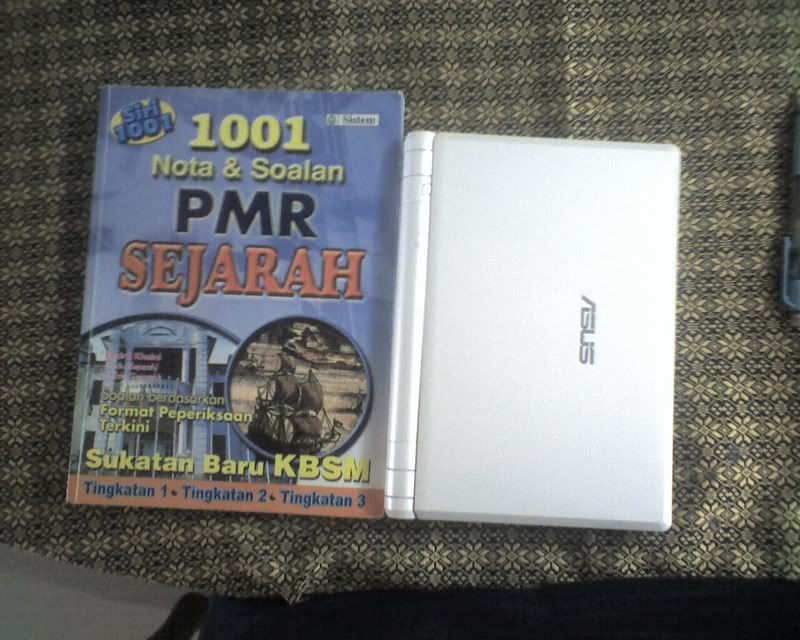 Siri
1001
Sistem
1001
Nota & Soalan
PMR
SEJARAH
Soalan berdasarkan
Format Peperiksaan
Terkini
Sukatan Baru KBSM
Tingkatan 1 • Tingkatan 2 • Tingkatan 3
ASUS